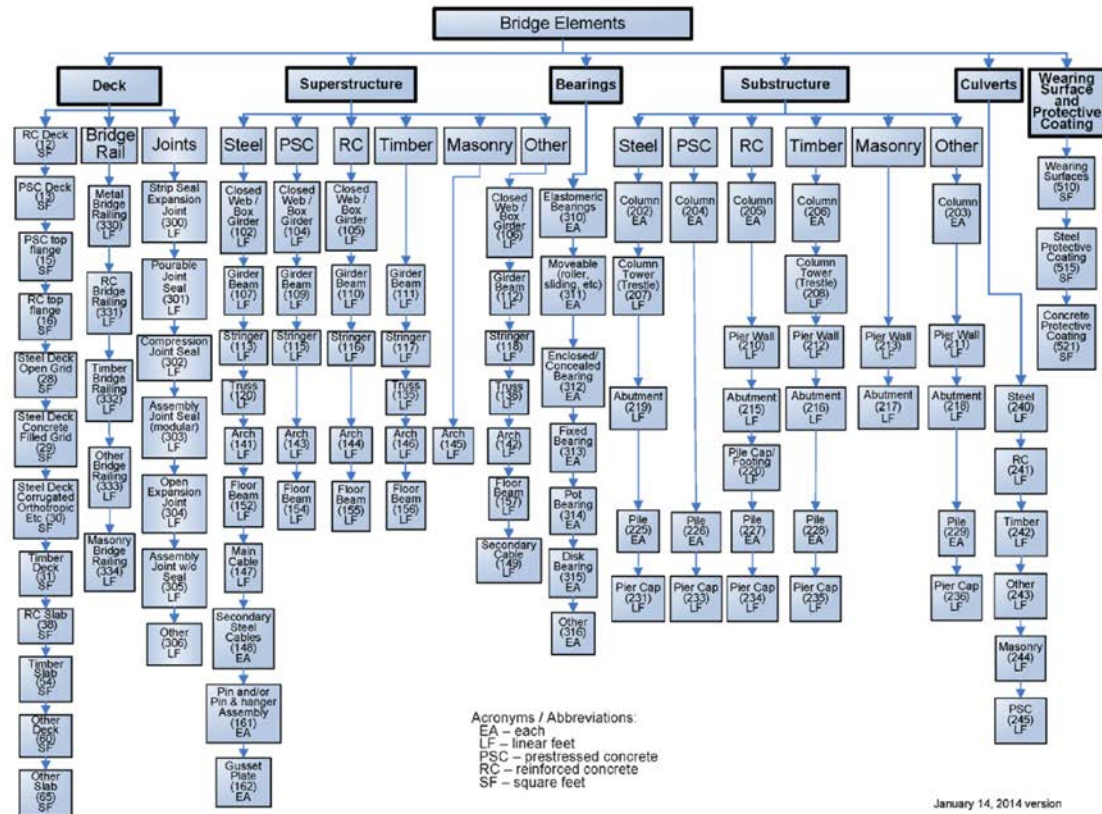 Bridge Elements
Deck
Superstructure
Bearings
Substructure
Culverts
Wearing
Surface
and
Protective
Coating
RC Deck
(12)
SF
PSC Deck
(13)
SF
PSC top
flange
(15)
SF
RC top
flange
(16)
SF
Steel Deck
Open Grid
(28)
SF
Steel Deck
Concrete
Filled Grid
(29)
SF
Steel Deck
Corrugated
Orthotropic
Etc (30)
SF
Timber Deck
(31)
SF
RC Slab
(38)
SF
Timber
Slab
(54)
SF
Other
Deck
(60)
SF
Other
Slab
(65)
SF
Bridge
Rail
Metal
Bridge
Railing
(330)
LF
RC
Bridge
Railing
(331)
LF
Timber
Bridge
Railing
(332)
LF
Other
Bridge
Railing
(333)
LF
Masonry
Bridge
Railing
(334)
LF
Joints
Strip Seal
Expansion
Joint
(300)
LF
Pourable
Joint
Seal
(301)
LF
Compression
Joint Seal
(302)
LF
Assembly
Joint Seal
(modular)
(303)
LF
Open
Expansion
Joint
(304)
LF
Assembly
Joint w/o
Seal
(305)
LF
Other
(306)
LF
Steel
Closed
Web /
Box
Girder
(102)
LF
Girder
Beam
(107)
LF
Stringer
(113)
LF
Truss
(120)
LF
Arch
(141)
LF
Floor
Beam
(152)
LF
Main
Cable
(147)
LF
Secondary
Steel
Cables
(148)
EA
Pin and/or
Pin & hanger
Assembly
(161)
EA
Gusset
Plate
(162)
EA
PSC
Closed
Web /
Box
Girder
(104)
LF
Girder
Beam
(109)
LF
Stringer
(115)
LF
Arch
(143)
LF
Floor
Beam
(154)
LF
RC
Closed
Web /
Box
Girder
(105)
LF
Girder
Beam
(110)
LF
Stringer
(116)
LF
Arch
(144)
LF
Floor
Beam
(155)
LF
Timber
Girder
Beam
(111)
LF
Stringer
(117)
LF
Truss
(135)
LF
Arch
(146)
LF
Floor
Beam
(156)
LF
Masonry
Arch
(145)
LF
Other
Closed
Web /
Box
Girder
(106)
LF
Girder
Beam
(112)
LF
Stringer
(118)
LF
Truss
(136)
LF
Arch
(142)
LF
Floor
Beam
(157)
LF
Secondary
Cable
(149)
LF
Elastomeric
Bearings
(310)
EA
Moveable
(roller,
sliding, etc)
(311)
EA
Enclosed/
Concealed
Bearing
(312)
EA
Fixed
Bearing
(313)
EA
Pot
Bearing
(314)
EA
Disk
Bearing
(315)
EA
Other
(316)
EA
Steel
Column
(202)
EA
Column
Tower
(Trestle)
(207)
LF
Abutment
(219)
LF
Pile
(225)
EA
Pier Cap
(231)
LF
PSC
Column
(204)
EA
Pile
(226)
EA
Pier Cap
(233)
LF
RC
Column
(205)
EA
Pier Wall
(210)
LF
Abutment
(215)
LF
Pile Cap/
Footing
(220)
LF
Pile
(227)
EA
Pier Cap
(234)
LF
Timber
Column
(206)
EA
Column
Tower
(Trestle)
(208)
LF
Pier Wall
(212)
LF
Abutment
(216)
LF
Pile
(228)
EA
Pier Cap
(235)
LF
Masonry
Pier Wall
(213)
LF
Abutment
(217)
LF
Other
Column
(203)
EA
Pier Wall
(211)
LF
Abutment
(218)
LF
Pile
(229)
EA
Pier Cap
(236)
LF
Steel
(240)
LF
RC
(241)
LF
Timber
(242)
LF
Other
(243)
LF
Masonry
(244)
LF
PSC
(245)
LF
Wearing
Surfaces
(510)
SF
Steel
Protective
Coating
(515)
SF
Concrete
Protective
Coating
(521)
SF
Acronyms / Abbreviations:
EA – each
LF – linear feet
PSC – prestressed concrete
RC – reinforced concrete
SF – square feet
January 14, 2014 version